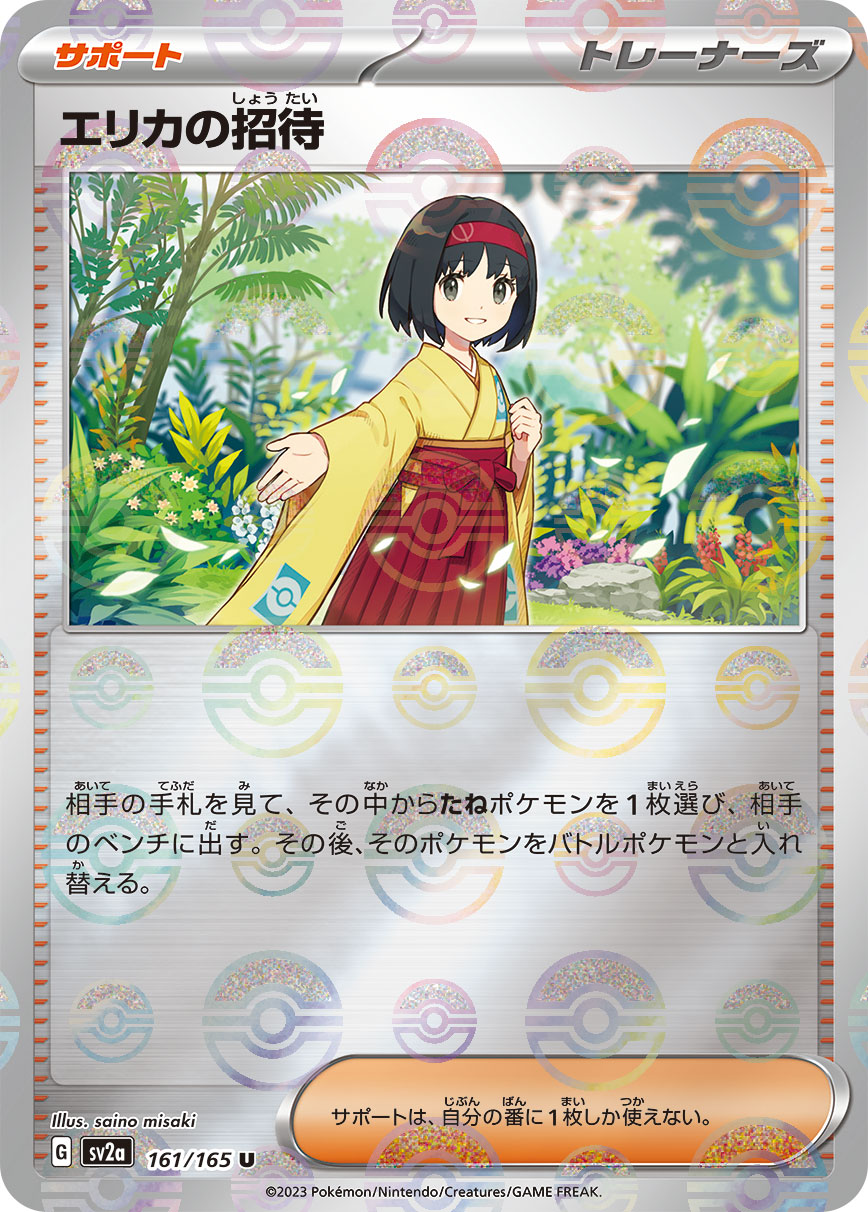 サポート
トレーナーズ
しょうたい
エリカの招待
あいて てふだ み なか まいえら あいて
相手の手札を見て、その中からたねポケモンを1枚選び、相手
だ ご い
のベンチに出す。その後、そのポケモンをバトルポケモンと入れ
か
替える。
じぶん ばん まい つか
サポートは、自分の番に1枚しか使えない。
Illus. saino misaki
G sv2a 161/165 U
©2023 Pokémon/Nintendo/Creatures/GAME FREAK.